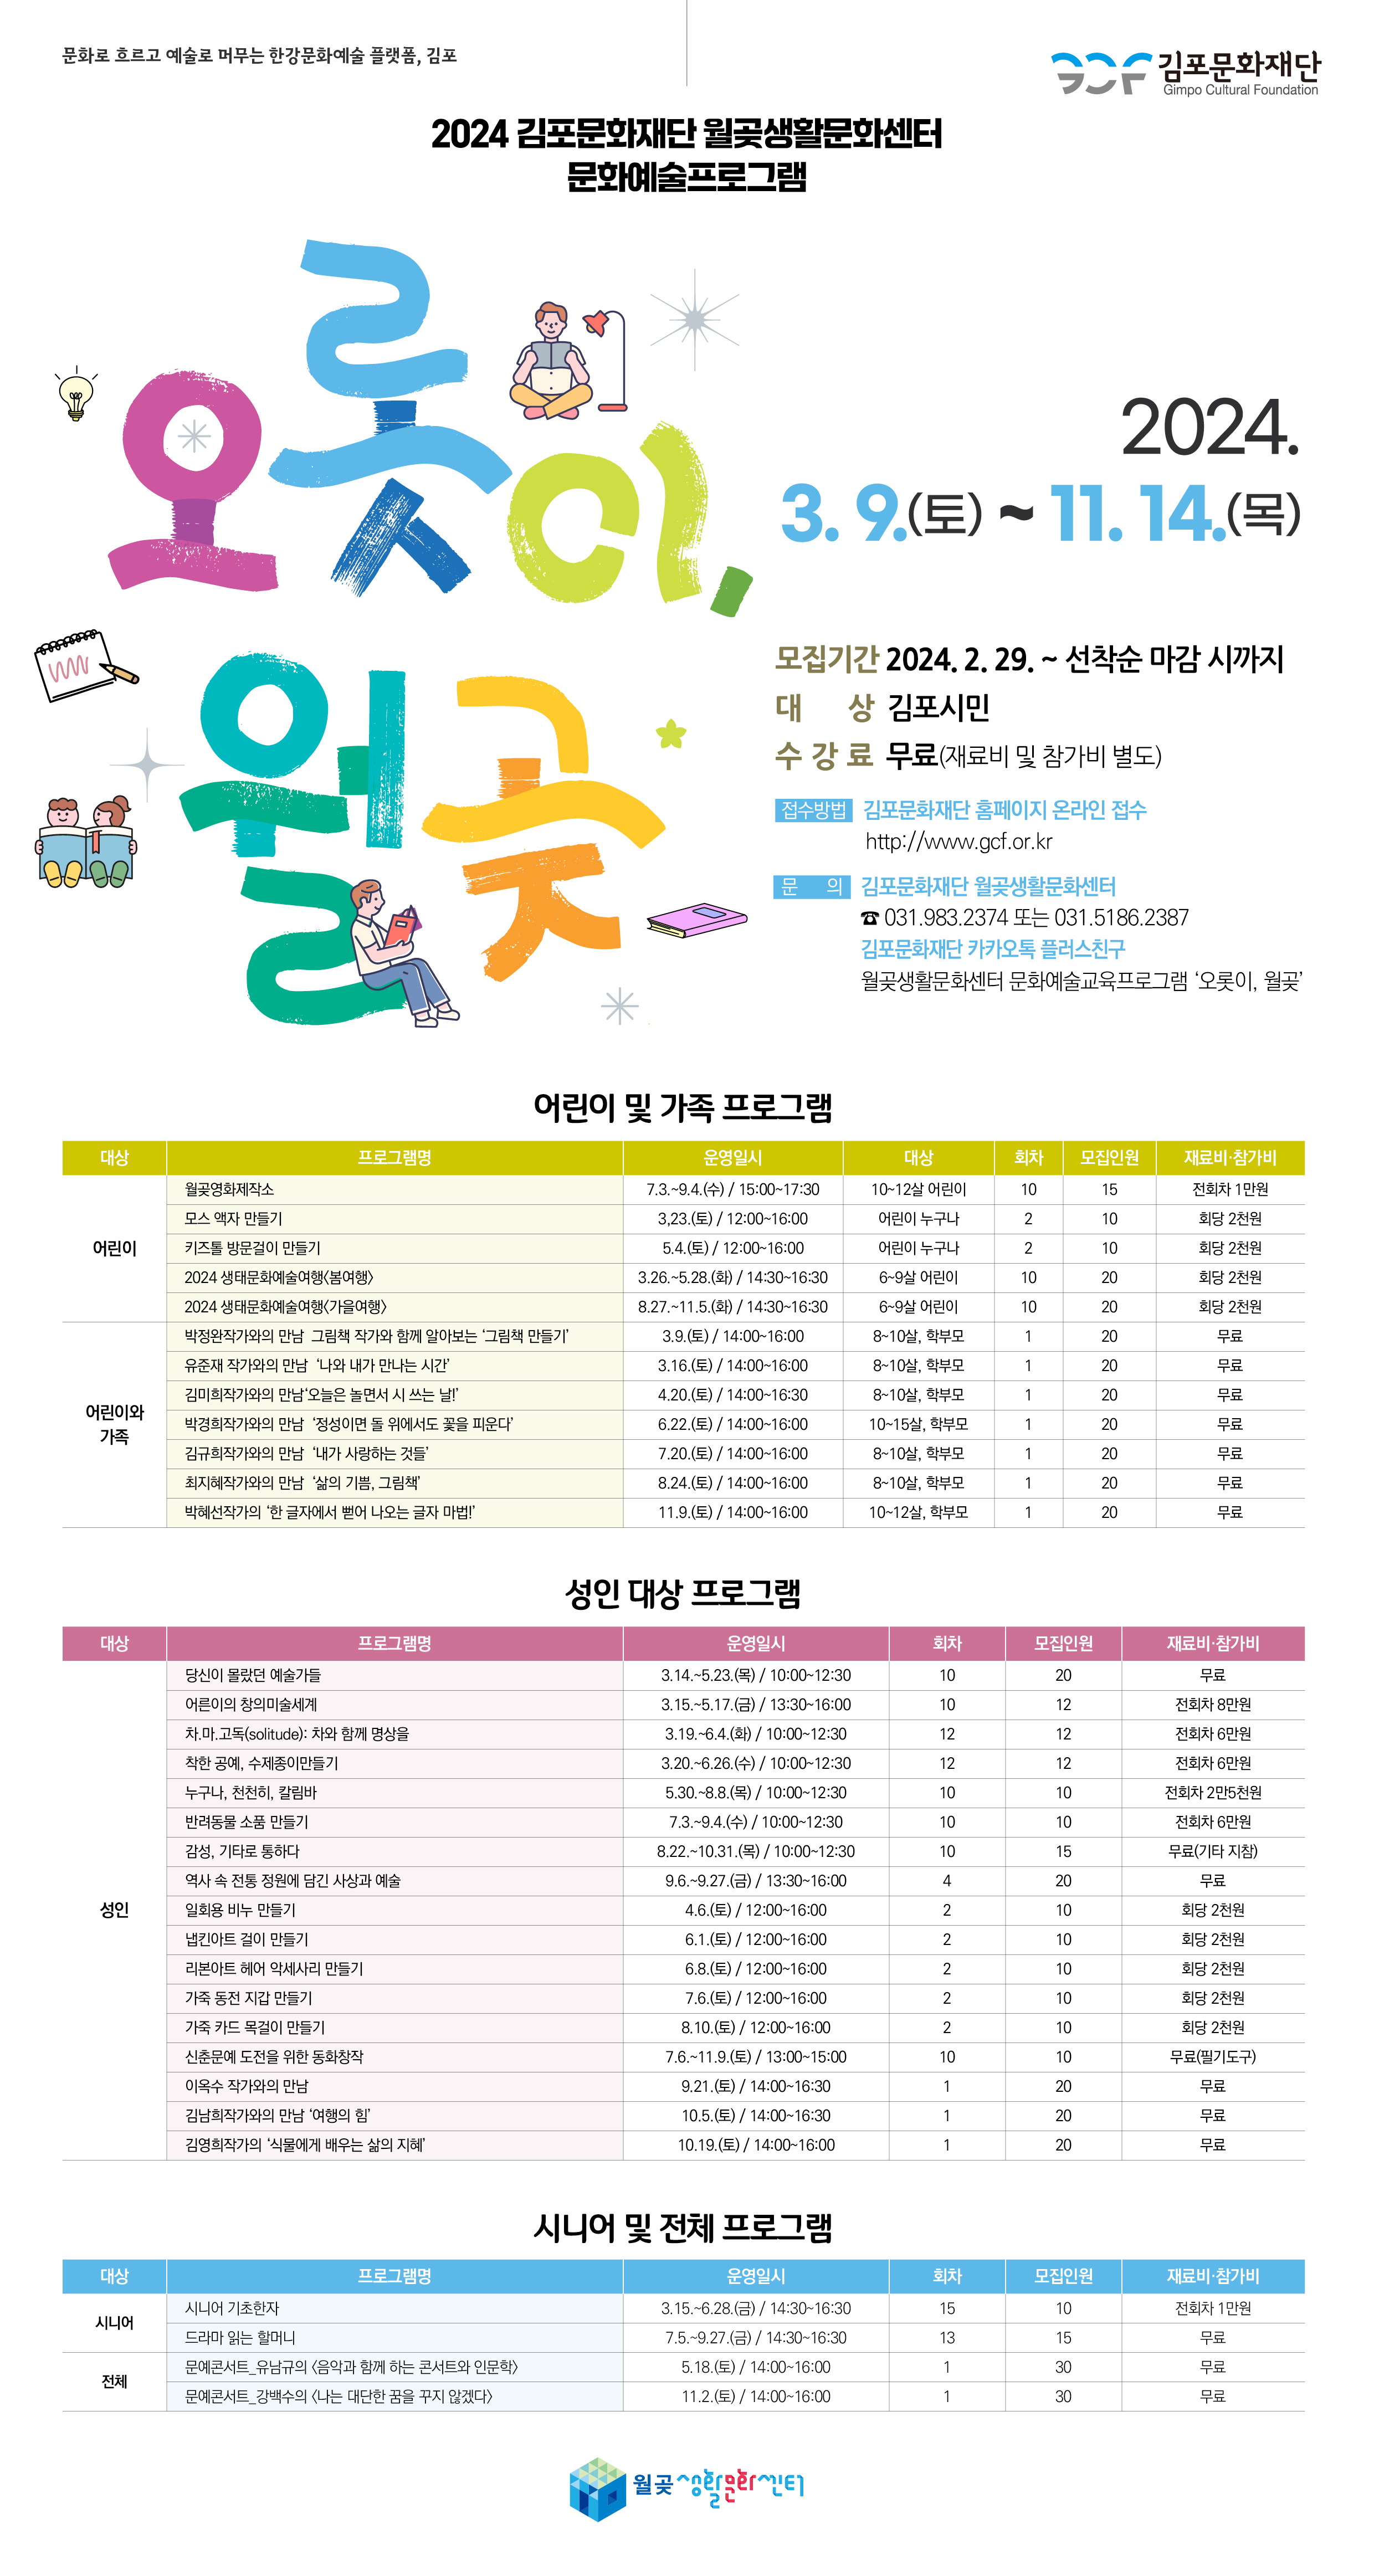 문화로 흐르고 예술로 머무는 한강문화예술 플랫폼, 김포
김포문화재단
Gimpo Cultural Foundation
2024 김포문화재단 월곶생활문화센터
문화예술프로그램
오롯이,
월곶
2024.
3. 9.(토) ~ 11. 14.(목)
모집기간 2024. 2. 29. ~ 선착순 마감 시까지
대 상 김포시민
수 강 료 무료(재료비 및 참가비 별도)
접수방법 김포문화재단 홈페이지 온라인 접수
http://www.gcf.or.kr
문 의 김포문화재단 월곶생활문화센터
☎ 031.983.2374 또는 031.5186.2387
김포문화재단 카카오톡 플러스친구
월곶생활문화센터 문화예술교육프로그램 ‘오롯이, 월곶’
어린이 및 가족 프로그램
대상 프로그램명 운영일시 대상 회차 모집인원 재료비·참가비
어린이
월곶영화제작소 7.3.~9.4.(수) / 15:00~17:30 10~12살 어린이 10 15 전회차 1만원
모스 액자 만들기 3,23.(토) / 12:00~16:00 어린이 누구나 2 10 회당 2천원
키즈톨 방문걸이 만들기 5.4.(토) / 12:00~16:00 어린이 누구나 2 10 회당 2천원
2024 생태문화예술여행〈봄여행〉 3.26.~5.28.(화) / 14:30~16:30 6~9살 어린이 10 20 회당 2천원
2024 생태문화예술여행〈가을여행〉 8.27.~11.5.(화) / 14:30~16:30 6~9살 어린이 10 20 회당 2천원
어린이와
가족
박정완작가와의 만남 그림책 작가와 함께 알아보는 ‘그림책 만들기’ 3.9.(토) / 14:00~16:00 8~10살, 학부모 1 20 무료
유준재 작가와의 만남 ‘나와 내가 만나는 시간’ 3.16.(토) / 14:00~16:00 8~10살, 학부모 1 20 무료
김미희작가와의 만남‘오늘은 놀면서 시 쓰는 날!’ 4.20.(토) / 14:00~16:30 8~10살, 학부모 1 20 무료
박경희작가와의 만남 ‘정성이면 돌 위에서도 꽃을 피운다’ 6.22.(토) / 14:00~16:00 10~15살, 학부모 1 20 무료
김규희작가와의 만남 ‘내가 사랑하는 것들’ 7.20.(토) / 14:00~16:00 8~10살, 학부모 1 20 무료
최지혜작가와의 만남 ‘삶의 기쁨, 그림책’ 8.24.(토) / 14:00~16:00 8~10살, 학부모 1 20 무료
박혜선작가의 ‘한 글자에서 뻗어 나오는 글자 마법!’ 11.9.(토) / 14:00~16:00 10~12살, 학부모 1 20 무료
성인 대상 프로그램
대상 프로그램명 운영일시 회차 모집인원 재료비·참가비
성인
당신이 몰랐던 예술가들 3.14.~5.23.(목) / 10:00~12:30 10 20 무료
어른이의 창의미술세계 3.15.~5.17.(금) / 13:30~16:00 10 12 전회차 8만원
차.마.고독(solitude): 차와 함께 명상을 3.19.~6.4.(화) / 10:00~12:30 12 12 전회차 6만원
착한 공예, 수제종이만들기 3.20.~6.26.(수) / 10:00~12:30 12 12 전회차 6만원
누구나, 천천히, 칼림바 5.30.~8.8.(목) / 10:00~12:30 10 10 전회차 2만5천원
반려동물 소품 만들기 7.3.~9.4.(수) / 10:00~12:30 10 10 전회차 6만원
감성, 기타로 통하다 8.22.~10.31.(목) / 10:00~12:30 10 15 무료(기타 지참)
역사 속 전통 정원에 담긴 사상과 예술 9.6.~9.27.(금) / 13:30~16:00 4 20 무료
일회용 비누 만들기 4.6.(토) / 12:00~16:00 2 10 회당 2천원
냅킨아트 걸이 만들기 6.1.(토) / 12:00~16:00 2 10 회당 2천원
리본아트 헤어 악세사리 만들기 6.8.(토) / 12:00~16:00 2 10 회당 2천원
가죽 동전 지갑 만들기 7.6.(토) / 12:00~16:00 2 10 회당 2천원
가죽 카드 목걸이 만들기 8.10.(토) / 12:00~16:00 2 10 회당 2천원
신춘문예 도전을 위한 동화창작 7.6.~11.9.(토) / 13:00~15:00 10 10 무료(필기도구)
이옥수 작가와의 만남 9.21.(토) / 14:00~16:30 1 20 무료
김남희작가와의 만남 ‘여행의 힘’ 10.5.(토) / 14:00~16:30 1 20 무료
김영희작가의 ‘식물에게 배우는 삶의 지혜’ 10.19.(토) / 14:00~16:00 1 20 무료
시니어 및 전체 프로그램
대상 프로그램명 운영일시 회차 모집인원 재료비·참가비
시니어
시니어 기초한자 3.15.~6.28.(금) / 14:30~16:30 15 10 전회차 1만원
드라마 읽는 할머니 7.5.~9.27.(금) / 14:30~16:30 13 15 무료
전체
문예콘서트_유남규의 〈음악과 함께 하는 콘서트와 인문학〉 5.18.(토) / 14:00~16:00 1 30 무료
문예콘서트_강백수의 〈나는 대단한 꿈을 꾸지 않겠다〉 11.2.(토) / 14:00~16:00 1 30 무료
월곶생활문화센터